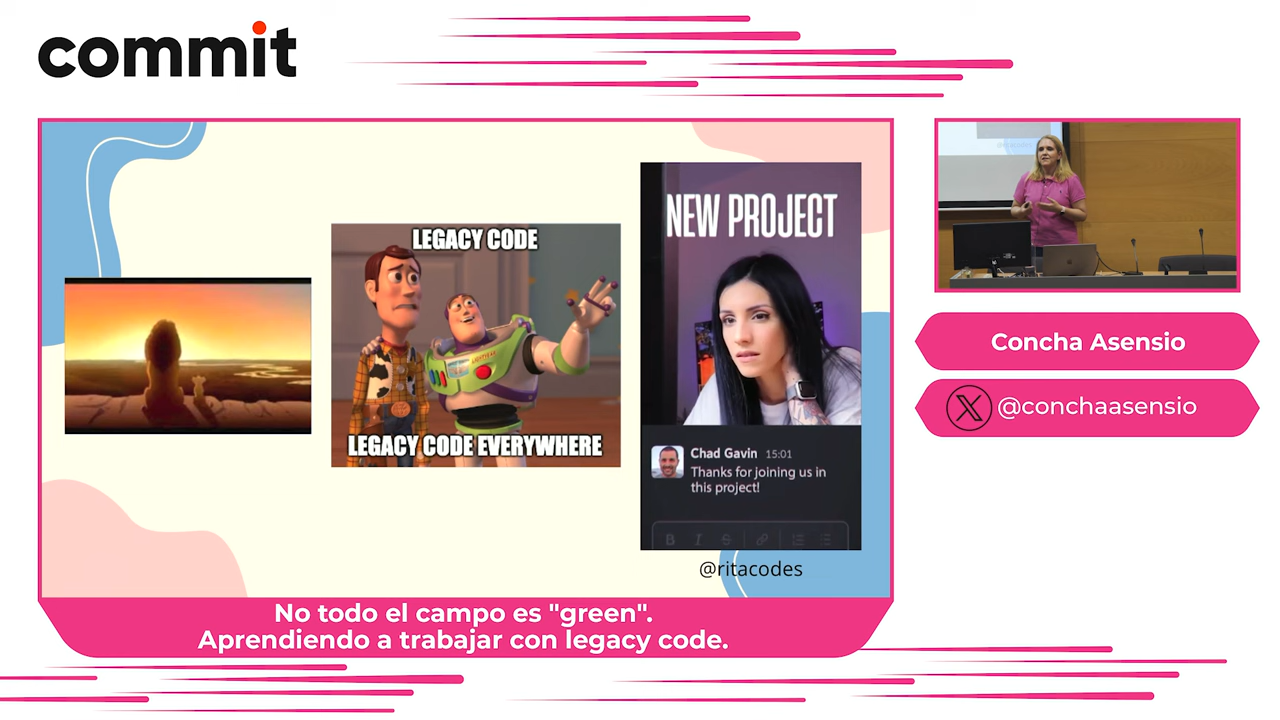 commit
LEGACY CODE
LEGACY CODE EVERYWHERE
NEW PROJECT
Chad Gavin 15:01
Thanks for joining us in
this project!
B I S
@ritacodes
Concha Asensio
@conchaasensio
No todo el campo es "green".
Aprendiendo a trabajar con legacy code.